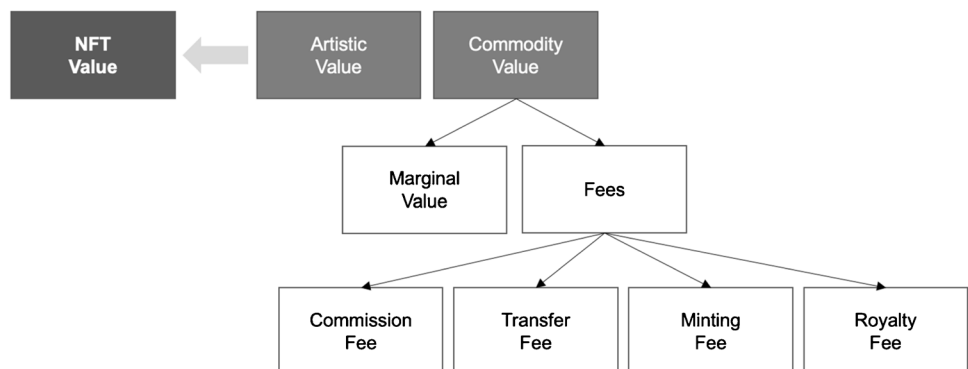 NFT
Value
Artistic
Value
Commodity
Value
Marginal
Value
Fees
Commission
Fee
Transfer
Fee
Minting
Fee
Royalty
Fee